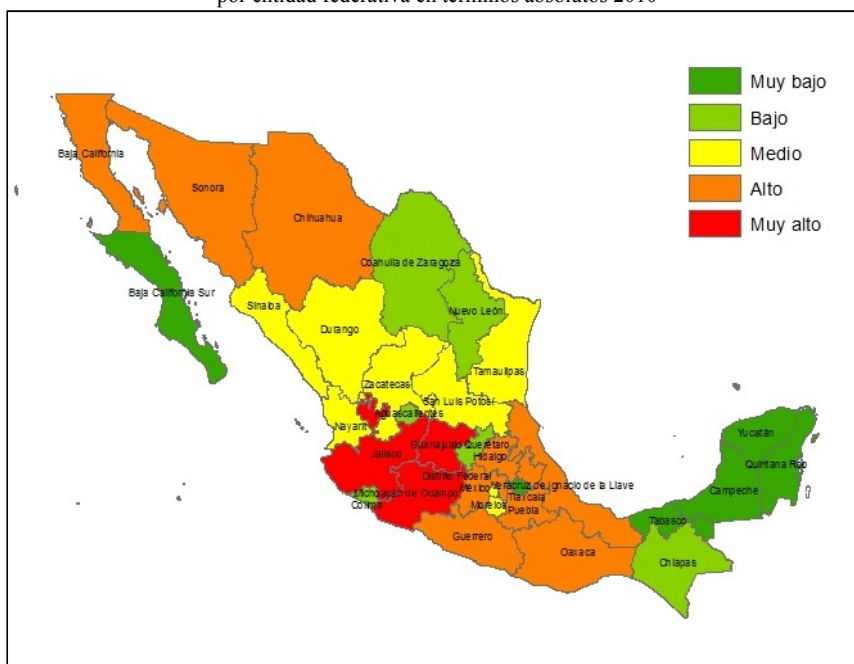 por entidad federativa en términos absolutos 2010
Muy bajo
Bajo
Medio
Alto
Muy alto
Baja California
Sonora
Chihuahua
Coahuila de Zaragoza
Baja California Sur
Sinaloa
Nuevo León
Durango
Tamaulipas
Zacatecas
San Luis Potosí
Aguascalientes
Nayarit
Guanajuato
Querétaro
Hidalgo
Jalisco
Yucatán
Quintana Roo
Distrito Federal
México
Veracruz de Ignacio de la Llave
Campeche
Michoacán de Ocampo
Tlaxcala
Colima
Morelos
Puebla
Tabasco
Guerrero
Oaxaca
Chiapas